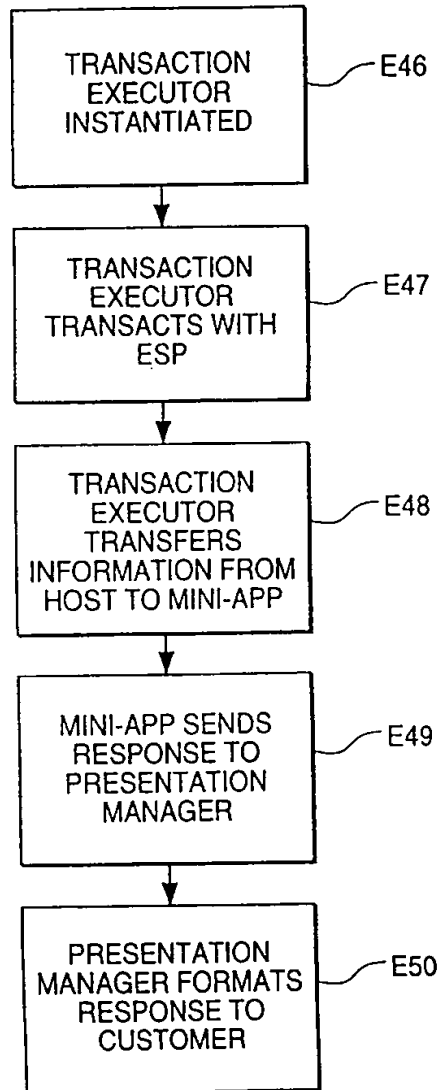 TRANSACTION
EXECUTOR
INSTANTIATED
E46
TRANSACTION
EXECUTOR
TRANSACTS WITH
ESP
E47
TRANSACTION
EXECUTOR
TRANSFERS
INFORMATION FROM
HOST TO MINI-APP
E48
MINI-APP SENDS
RESPONSE TO
PRESENTATION
MANAGER
E49
PRESENTATION
MANAGER FORMATS
RESPONSE TO
CUSTOMER
E50